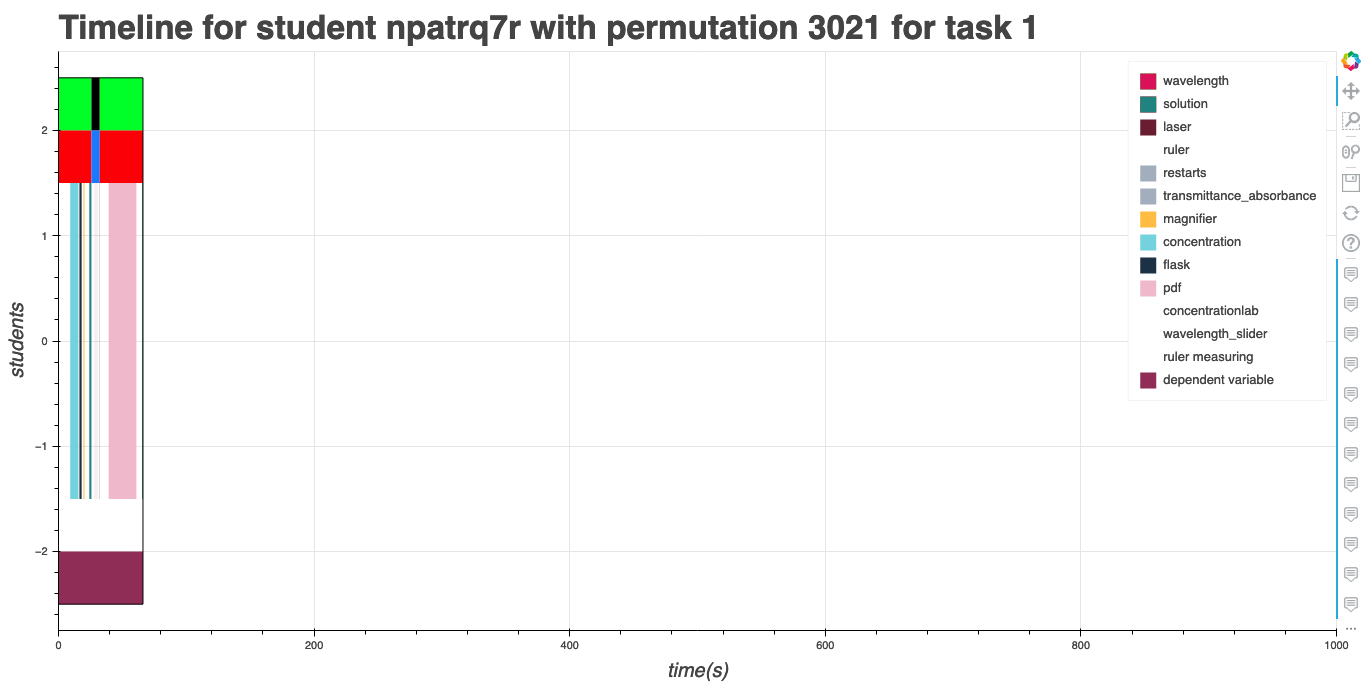 Timeline for student npatrq7r with permutation 3021 for task 1
wavelength
solution
laser
ruler
restarts
transmittance_absorbance
magnifier
concentration
flask
pdf
concentrationlab
wavelength_slider
ruler measuring
dependent variable
students
2
1
0
−1
−2
0
200
400
600
800
1000
time(s)